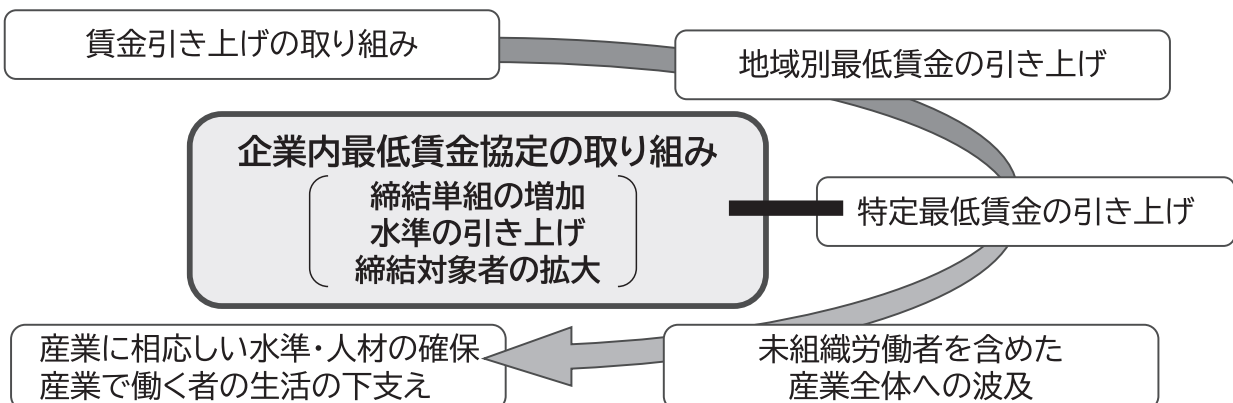 賃金引き上げの取り組み
地域別最低賃金の引き上げ
企業内最低賃金協定の取り組み
締結単組の増加
水準の引き上げ
締結対象者の拡大
特定最低賃金の引き上げ
未組織労働者を含めた
産業全体への波及
産業に相応しい水準・人材の確保
産業で働く者の生活の下支え